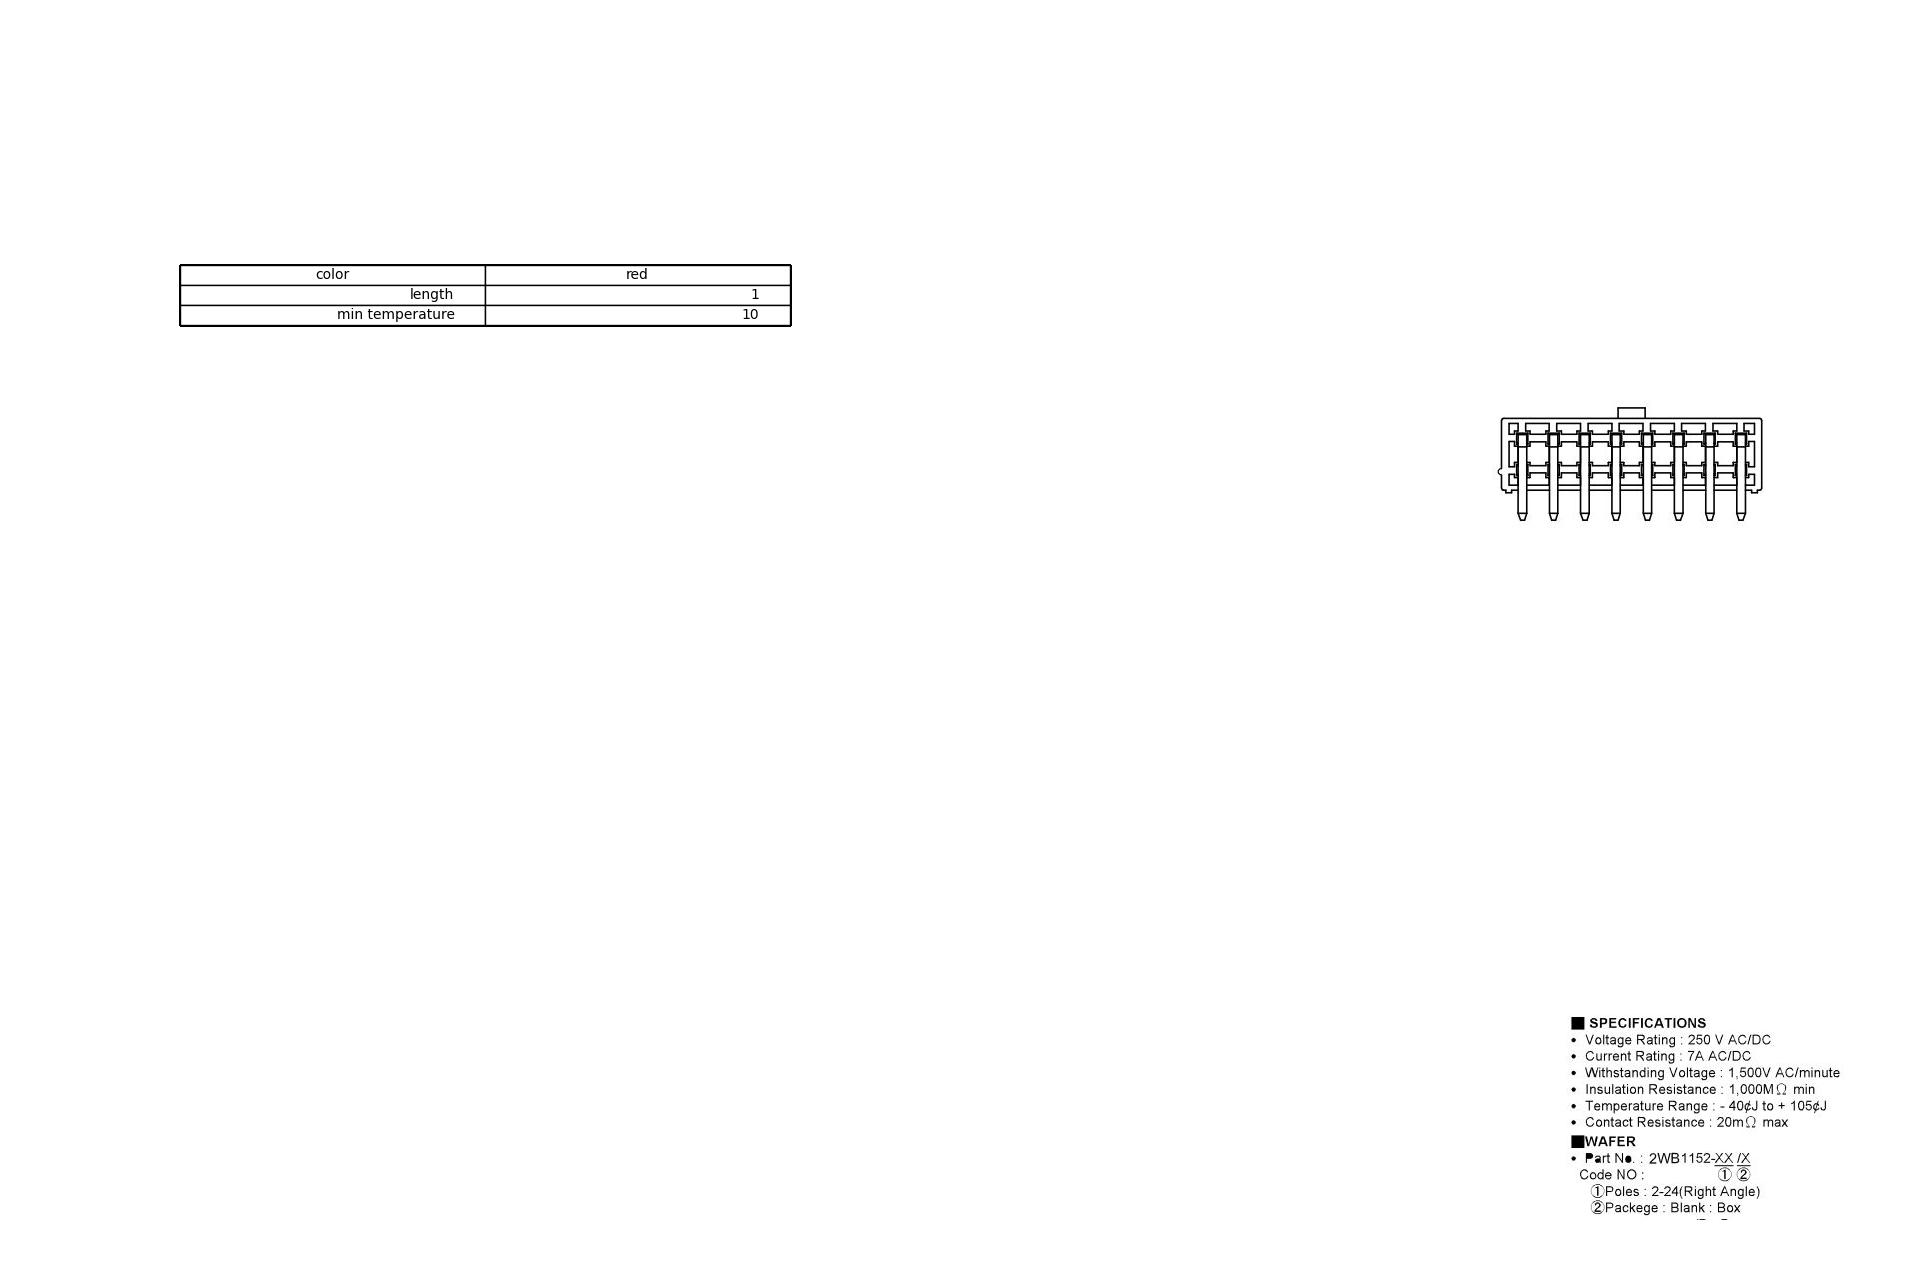 color red
length 1
min temperature 10
■ SPECIFICATIONS
• Voltage Rating : 250 V AC/DC
• Current Rating : 7A AC/DC
• Withstanding Voltage : 1,500V AC/minute
• Insulation Resistance : 1,000MΩ min
• Temperature Range : - 40¢J to + 105¢J
• Contact Resistance : 20mΩ max
■WAFER
• Part No. : 2WB1152-XX /X
Code NO : ① ②
①Poles : 2-24(Right Angle)
②Packege : Blank : Box